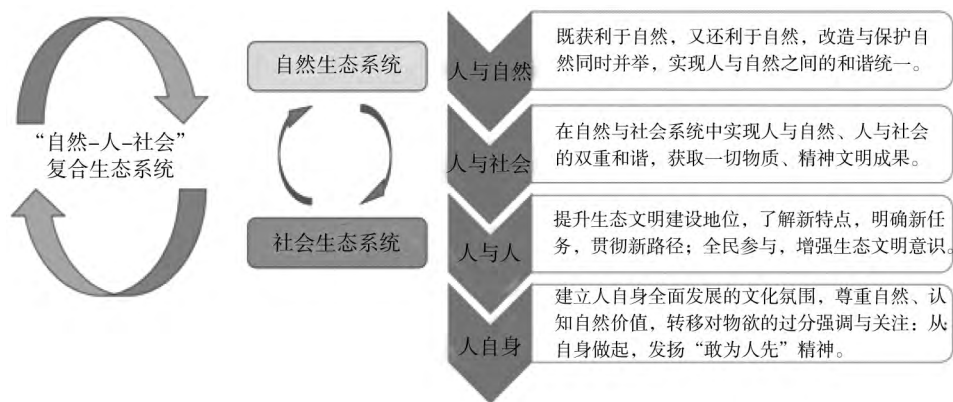 “自然-人-社会”
复合生态系统
自然生态系统
社会生态系统
人与自然
既获利于自然，又还利于自然，改造与保护自
然同时并举，实现人与自然之间的和谐统一。
人与社会
在自然与社会系统中实现人与自然、人与社会
的双重和谐，获取一切物质、精神文明成果。
人与人
提升生态文明建设地位，了解新特点，明确新任
务，贯彻新路径；全民参与，增强生态文明意识。
人自身
建立人自身全面发展的文化氛围，尊重自然、认
知自然价值，转移对物欲的过分强调与关注：从
自身做起，发扬“敢为人先”精神。